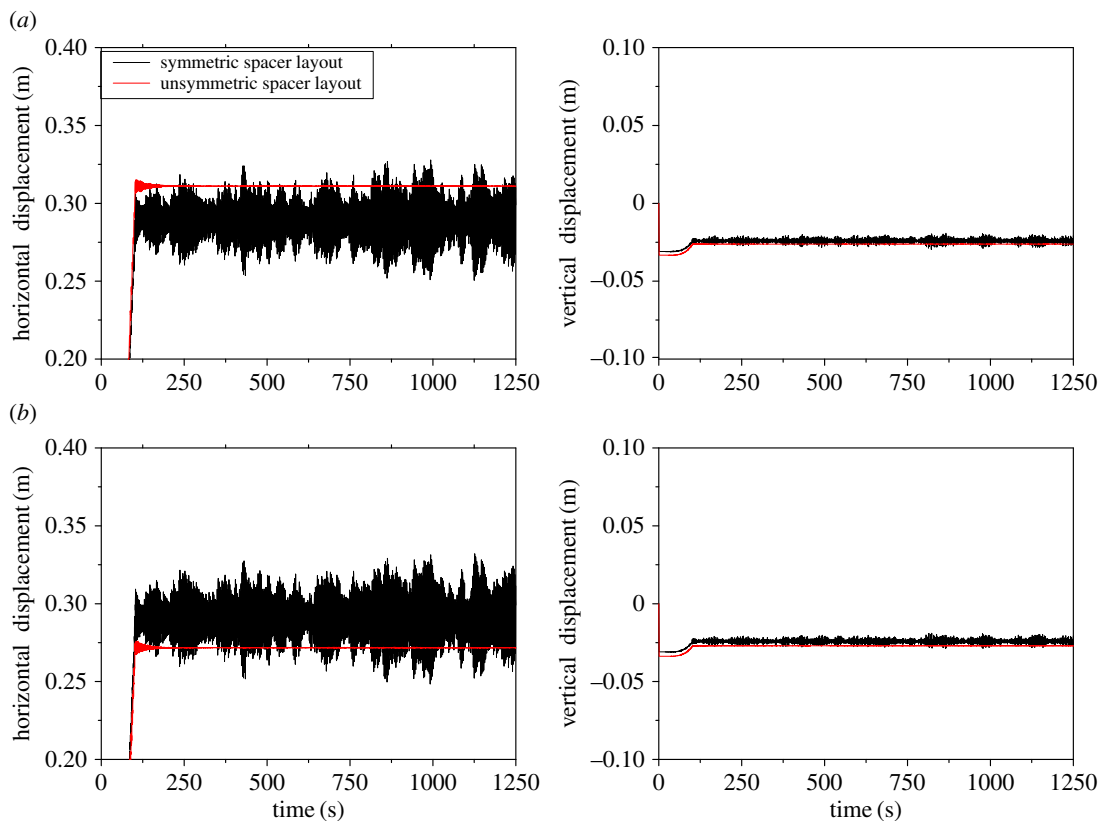 (a)
0.40
0.35
0.30
0.25
0.20
horizontal displacement (m)
symmetric spacer layout
unsymmetric spacer layout
0 250 500 750 1000 1250
0.10
0.05
0
–0.05
–0.10
vertical displacement (m)
0 250 500 750 1000 1250
(b)
0.40
0.35
0.30
0.25
0.20
horizontal displacement (m)
0 250 500 750 1000 1250
time (s)
0.10
0.05
0
–0.05
–0.10
vertical displacement (m)
0 250 500 750 1000 1250
time (s)